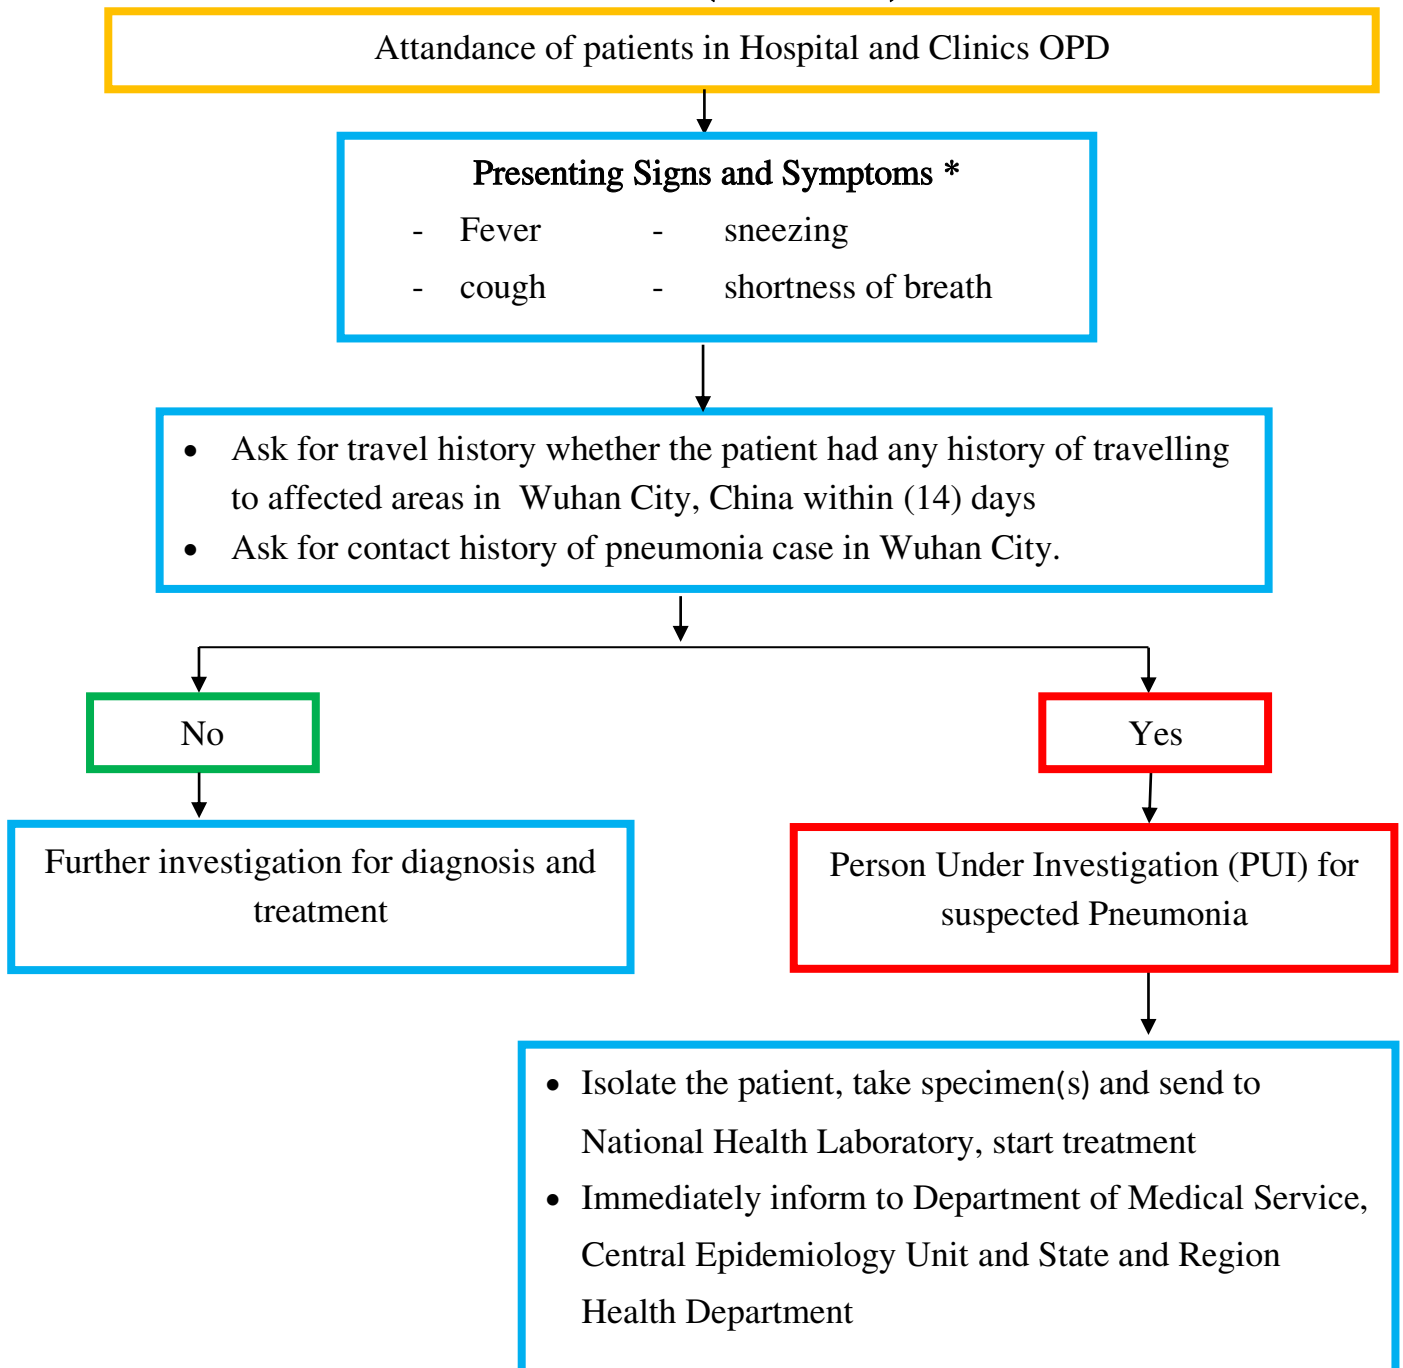 Attandance of patients in Hospital and Clinics OPD
Presenting Signs and Symptoms *
- Fever - sneezing
- cough - shortness of breath
• Ask for travel history whether the patient had any history of travelling
to affected areas in Wuhan City, China within (14) days
• Ask for contact history of pneumonia case in Wuhan City.
No
Yes
Further investigation for diagnosis and
treatment
Person Under Investigation (PUI) for
suspected Pneumonia
• Isolate the patient, take specimen(s) and send to
National Health Laboratory, start treatment
• Immediately inform to Department of Medical Service,
Central Epidemiology Unit and State and Region
Health Department